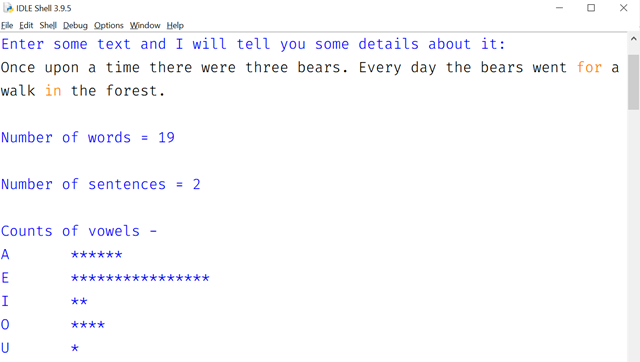 IDLE Shell 3.9.5
File Edit Shell Debug Options Window Help
Enter some text and I will tell you some details about it:
Once upon a time there were three bears. Every day the bears went for a
walk in the forest.
Number of words = 19
Number of sentences = 2
Counts of vowels -
A ******
E ****************
I **
O ****
U *